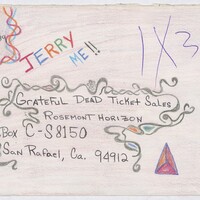 JERRY
ME!!
1X3
GRATEFUL DEAD TICKET SALES
ROSEMONT HORIZON
BOX C-S8150
SAN RAFAEL, Ca. 94912